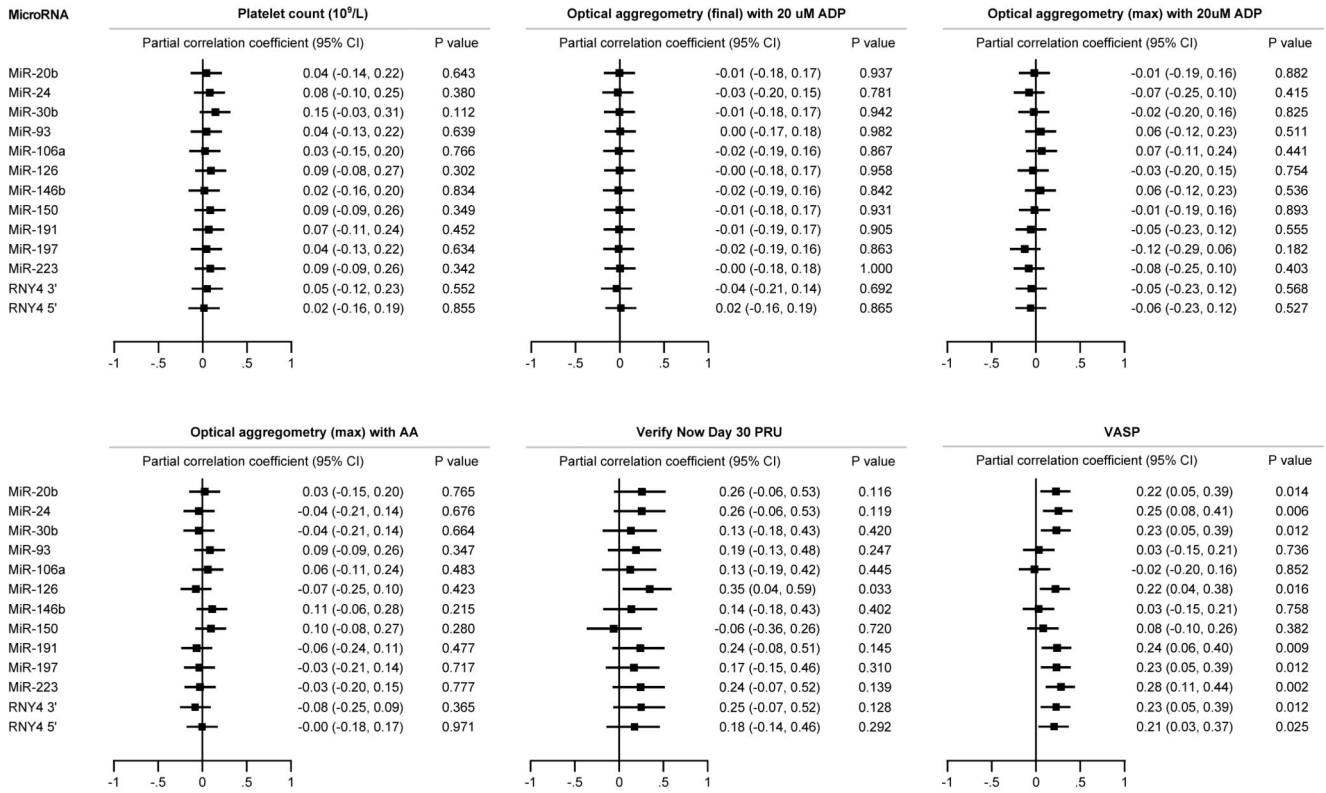 MicroRNA Platelet count (10⁹/L) Optical aggregometry (final) with 20 uM ADP Optical aggregometry (max) with 20uM ADP
Partial correlation coefficient (95% CI) P value Partial correlation coefficient (95% CI) P value Partial correlation coefficient (95% CI) P value
MiR-20b 0.04 (-0.14, 0.22) 0.643 -0.01 (-0.18, 0.17) 0.937 -0.01 (-0.19, 0.16) 0.882
MiR-24 0.08 (-0.10, 0.25) 0.380 -0.03 (-0.20, 0.15) 0.781 -0.07 (-0.25, 0.10) 0.415
MiR-30b 0.15 (-0.03, 0.31) 0.112 -0.01 (-0.18, 0.17) 0.942 -0.02 (-0.20, 0.16) 0.825
MiR-93 0.04 (-0.13, 0.22) 0.639 0.00 (-0.17, 0.18) 0.982 0.06 (-0.12, 0.23) 0.511
MiR-106a 0.03 (-0.15, 0.20) 0.766 -0.02 (-0.19, 0.16) 0.867 0.07 (-0.11, 0.24) 0.441
MiR-126 0.09 (-0.08, 0.27) 0.302 -0.00 (-0.18, 0.17) 0.958 -0.03 (-0.20, 0.15) 0.754
MiR-146b 0.02 (-0.16, 0.20) 0.834 -0.02 (-0.19, 0.16) 0.842 0.06 (-0.12, 0.23) 0.536
MiR-150 0.09 (-0.09, 0.26) 0.349 -0.01 (-0.18, 0.17) 0.931 -0.01 (-0.19, 0.16) 0.893
MiR-191 0.07 (-0.11, 0.24) 0.452 -0.01 (-0.19, 0.17) 0.905 -0.05 (-0.23, 0.12) 0.555
MiR-197 0.04 (-0.13, 0.22) 0.634 -0.02 (-0.19, 0.16) 0.863 -0.12 (-0.29, 0.06) 0.182
MiR-223 0.09 (-0.09, 0.26) 0.342 -0.00 (-0.18, 0.18) 1.000 -0.08 (-0.25, 0.10) 0.403
RNY4 3' 0.05 (-0.12, 0.23) 0.552 -0.04 (-0.21, 0.14) 0.692 -0.05 (-0.23, 0.12) 0.568
RNY4 5' 0.02 (-0.16, 0.19) 0.855 0.02 (-0.16, 0.19) 0.865 -0.06 (-0.23, 0.12) 0.527
-1 -.5 0 .5 1 -1 -.5 0 .5 1 -1 -.5 0 .5 1
Optical aggregometry (max) with AA Verify Now Day 30 PRU VASP
Partial correlation coefficient (95% CI) P value Partial correlation coefficient (95% CI) P value Partial correlation coefficient (95% CI) P value
MiR-20b 0.03 (-0.15, 0.20) 0.765 0.26 (-0.06, 0.53) 0.116 0.22 (0.05, 0.39) 0.014
MiR-24 -0.04 (-0.21, 0.14) 0.676 0.26 (-0.06, 0.53) 0.119 0.25 (0.08, 0.41) 0.006
MiR-30b -0.04 (-0.21, 0.14) 0.664 0.13 (-0.18, 0.43) 0.420 0.23 (0.05, 0.39) 0.012
MiR-93 0.09 (-0.09, 0.26) 0.347 0.19 (-0.13, 0.48) 0.247 0.03 (-0.15, 0.21) 0.736
MiR-106a 0.06 (-0.11, 0.24) 0.483 0.13 (-0.19, 0.42) 0.445 -0.02 (-0.20, 0.16) 0.852
MiR-126 -0.07 (-0.25, 0.10) 0.423 0.35 (0.04, 0.59) 0.033 0.22 (0.04, 0.38) 0.016
MiR-146b 0.11 (-0.06, 0.28) 0.215 0.14 (-0.18, 0.43) 0.402 0.03 (-0.15, 0.21) 0.758
MiR-150 0.10 (-0.08, 0.27) 0.280 -0.06 (-0.36, 0.26) 0.720 0.08 (-0.10, 0.26) 0.382
MiR-191 -0.06 (-0.24, 0.11) 0.477 0.24 (-0.08, 0.51) 0.145 0.24 (0.06, 0.40) 0.009
MiR-197 -0.03 (-0.21, 0.14) 0.717 0.17 (-0.15, 0.46) 0.310 0.23 (0.05, 0.39) 0.012
MiR-223 -0.03 (-0.20, 0.15) 0.777 0.24 (-0.07, 0.52) 0.139 0.28 (0.11, 0.44) 0.002
RNY4 3' -0.08 (-0.25, 0.09) 0.365 0.25 (-0.07, 0.52) 0.128 0.23 (0.05, 0.39) 0.012
RNY4 5' -0.00 (-0.18, 0.17) 0.971 0.18 (-0.14, 0.46) 0.292 0.21 (0.03, 0.37) 0.025
-1 -.5 0 .5 1 -1 -.5 0 .5 1 -1 -.5 0 .5 1